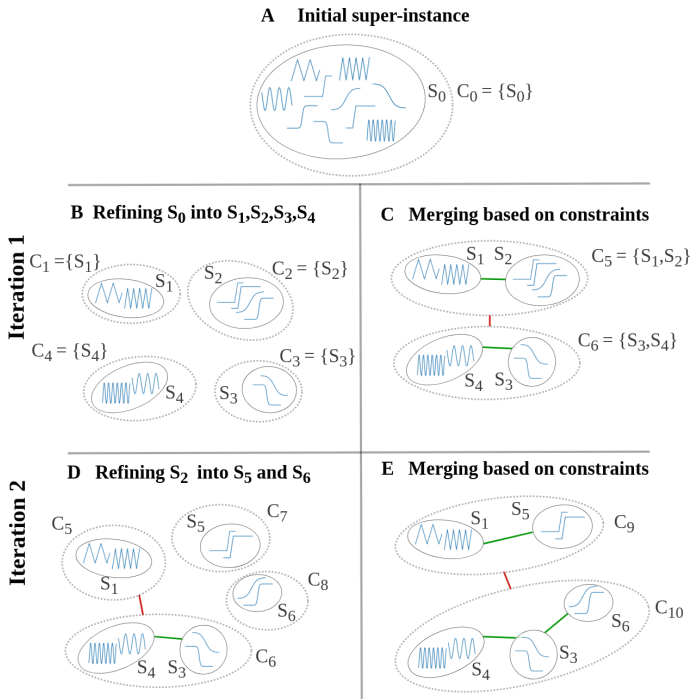 A Initial super-instance
S₀ C₀ = {S₀}
Iteration 1
B Refining S₀ into S₁,S₂,S₃,S₄
C₁ ={S₁}
S₁
S₂
C₂ = {S₂}
C₄ = {S₄}
S₄
C₃ = {S₃}
S₃
C Merging based on constraints
S₁ S₂
C₅ = {S₁,S₂}
C₆ = {S₃,S₄}
S₄ S₃
Iteration 2
D Refining S₂ into S₅ and S₆
C₅
S₁
S₅
C₇
C₈
S₆
S₄ S₃
C₆
E Merging based on constraints
S₁ S₅
C₉
C₁₀
S₆
S₄ S₃